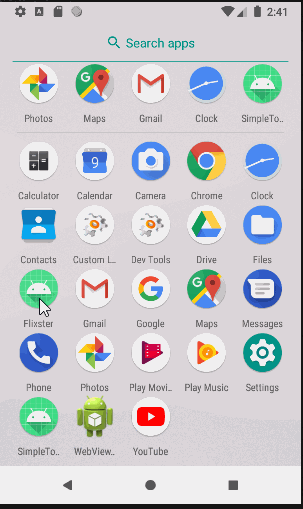 2:41
Search apps
Photos Maps Gmail Clock SimpleTo..
Calculator Calendar Camera Chrome Clock
9
Contacts Custom L.. Dev Tools Drive Files
Flixster Gmail Google Maps Messages
Phone Photos Play Movi.. Play Music Settings
SimpleTo.. WebView.. YouTube